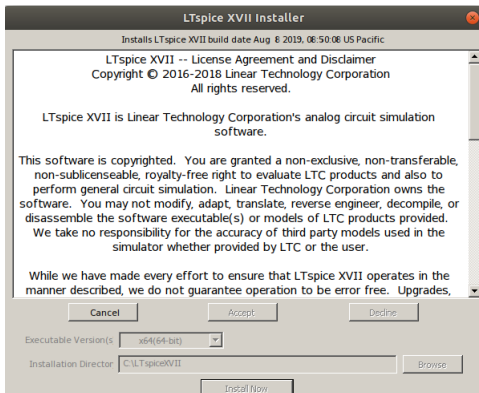 LTspice XVII Installer
Installs LTspice XVII build date Aug 8 2019, 08:50:08 US Pacific
LTspice XVII -- License Agreement and Disclaimer
Copyright © 2016-2018 Linear Technology Corporation
All rights reserved.
LTspice XVII is Linear Technology Corporation's analog circuit simulation
software.
This software is copyrighted. You are granted a non-exclusive, non-transferable,
non-sublicenseable, royalty-free right to evaluate LTC products and also to
perform general circuit simulation. Linear Technology Corporation owns the
software. You may not modify, adapt, translate, reverse engineer, decompile, or
disassemble the software executable(s) or models of LTC products provided.
We take no responsibility for the accuracy of third party models used in the
simulator whether provided by LTC or the user.
While we have made every effort to ensure that LTspice XVII operates in the
manner described, we do not guarantee operation to be error free. Upgrades,
Cancel Accept Decline
Executable Version(s x64(64-bit)
Installation Director C:\LTspiceXVII Browse
Install Now